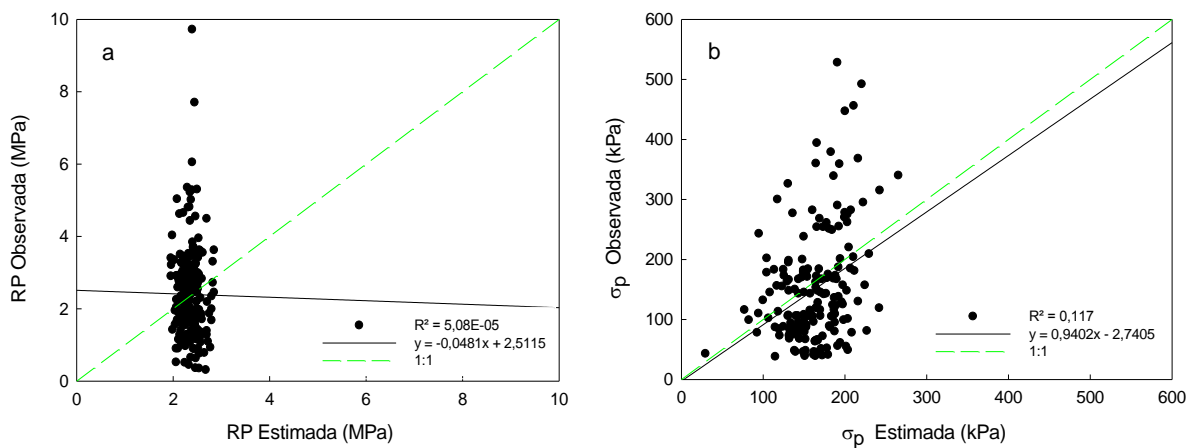 a
10
8
6
4
2
0
RP Observada (MPa)
R² = 5,08E-05
y = -0,0481x + 2,5115
1:1
0 2 4 6 8 10
RP Estimada (MPa)
b
600
500
400
300
200
100
0
σp Observada (kPa)
R² = 0,117
y = 0,9402x - 2,7405
1:1
0 100 200 300 400 500 600
σp Estimada (kPa)